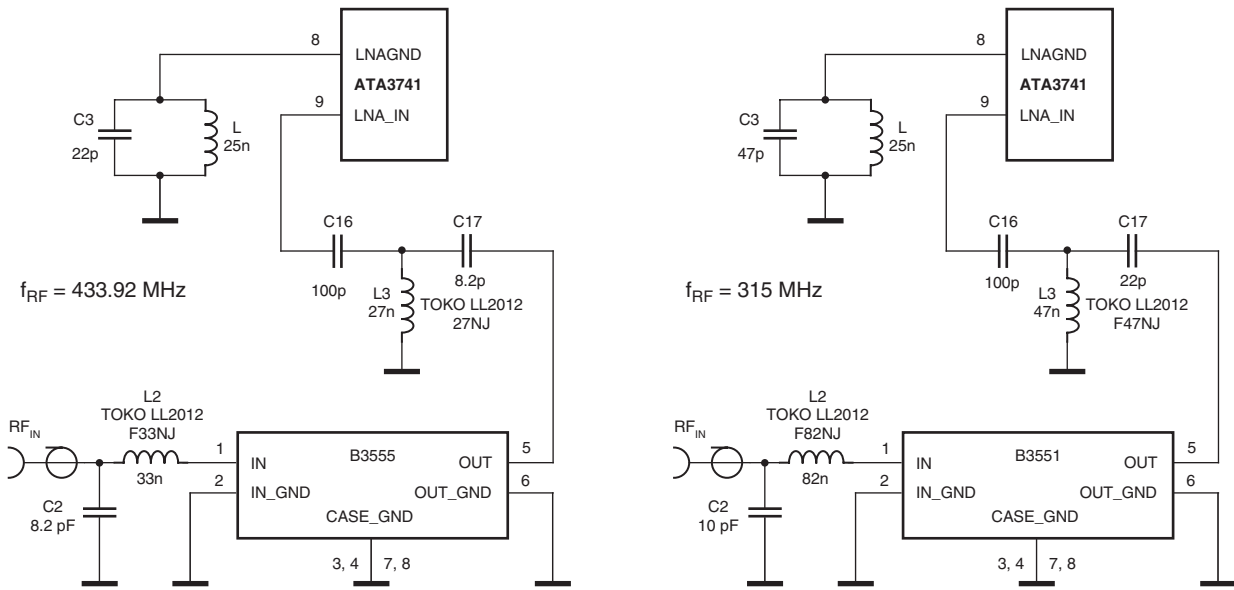 8
LNAGND
ATA3741
9
LNA_IN
C3
22p
L
25n
C16
100p
C17
8.2p
fRF = 433.92 MHz
L3
27n
TOKO LL2012
27NJ
L2
TOKO LL2012
F33NJ
33n
RFIN
C2
8.2 pF
1
2
IN
IN_GND
B3555
OUT
OUT_GND
CASE_GND
5
6
3, 4
7, 8
8
LNAGND
ATA3741
9
LNA_IN
C3
47p
L
25n
C16
100p
C17
22p
fRF = 315 MHz
L3
47n
TOKO LL2012
F47NJ
L2
TOKO LL2012
F82NJ
82n
RFIN
C2
10 pF
1
2
IN
IN_GND
B3551
OUT
OUT_GND
CASE_GND
5
6
3, 4
7, 8